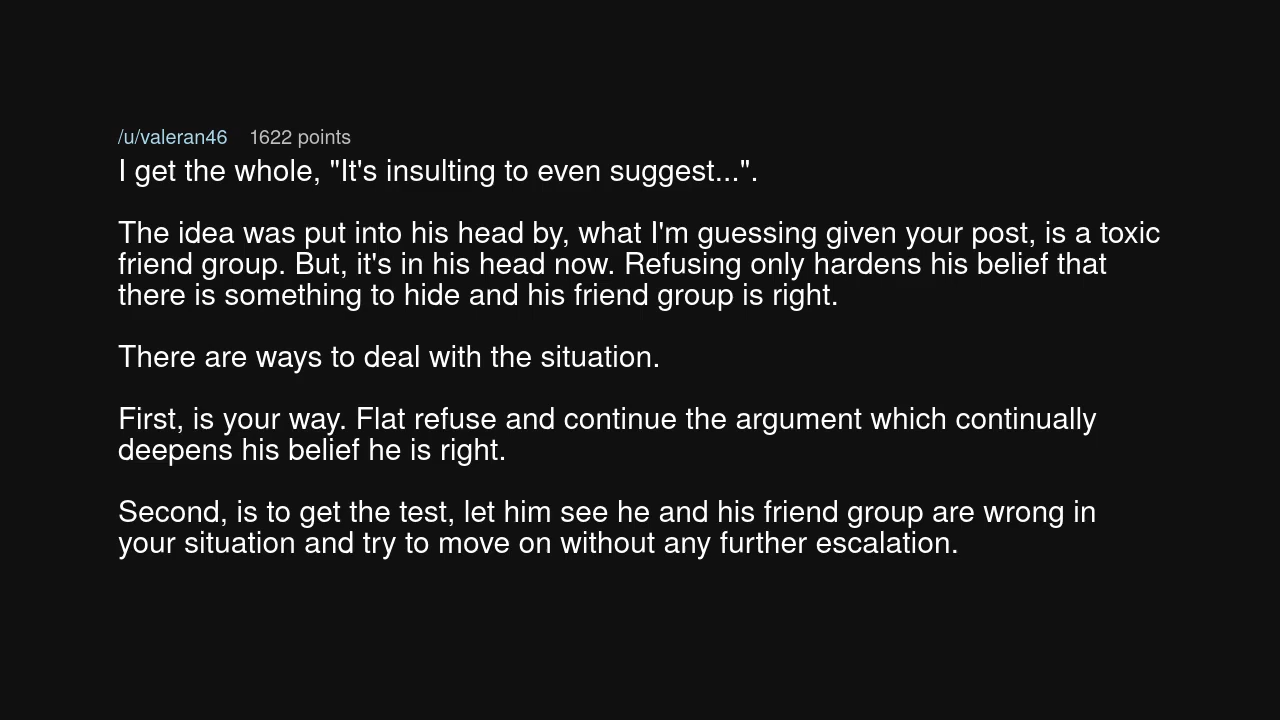 /u/valeran46 1622 points
I get the whole, "It's insulting to even suggest...".
The idea was put into his head by, what I'm guessing given your post, is a toxic
friend group. But, it's in his head now. Refusing only hardens his belief that
there is something to hide and his friend group is right.
There are ways to deal with the situation.
First, is your way. Flat refuse and continue the argument which continually
deepens his belief he is right.
Second, is to get the test, let him see he and his friend group are wrong in
your situation and try to move on without any further escalation.